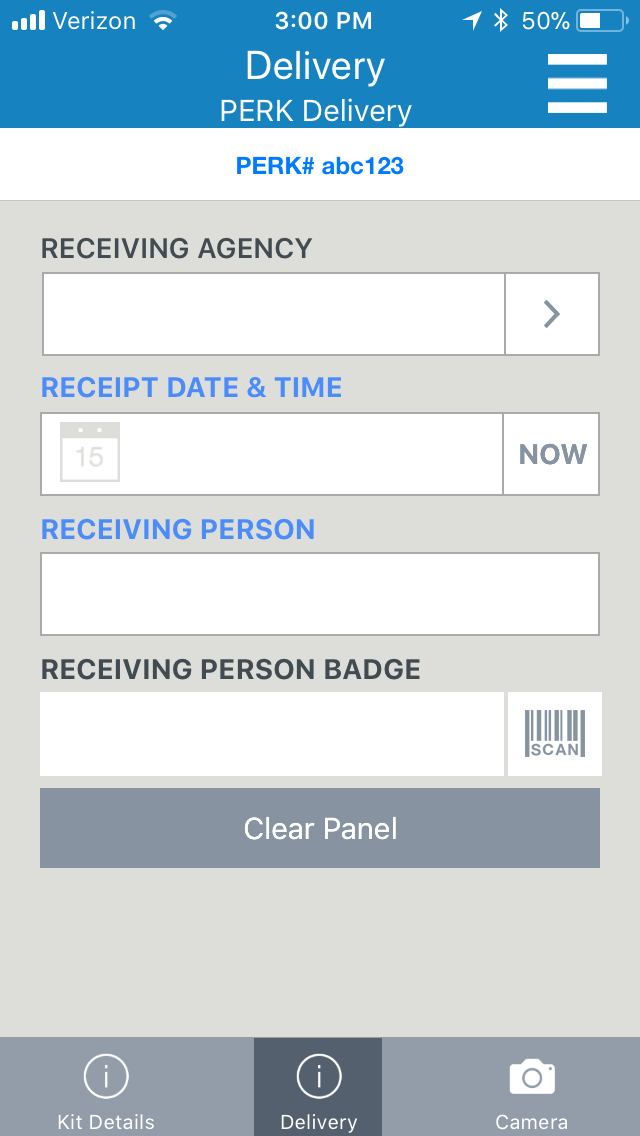 Verizon 3:00 PM 50%
Delivery
PERK Delivery
PERK# abc123
RECEIVING AGENCY
RECEIPT DATE & TIME
15 NOW
RECEIVING PERSON
RECEIVING PERSON BADGE
SCAN
Clear Panel
i i
Kit Details Delivery Camera